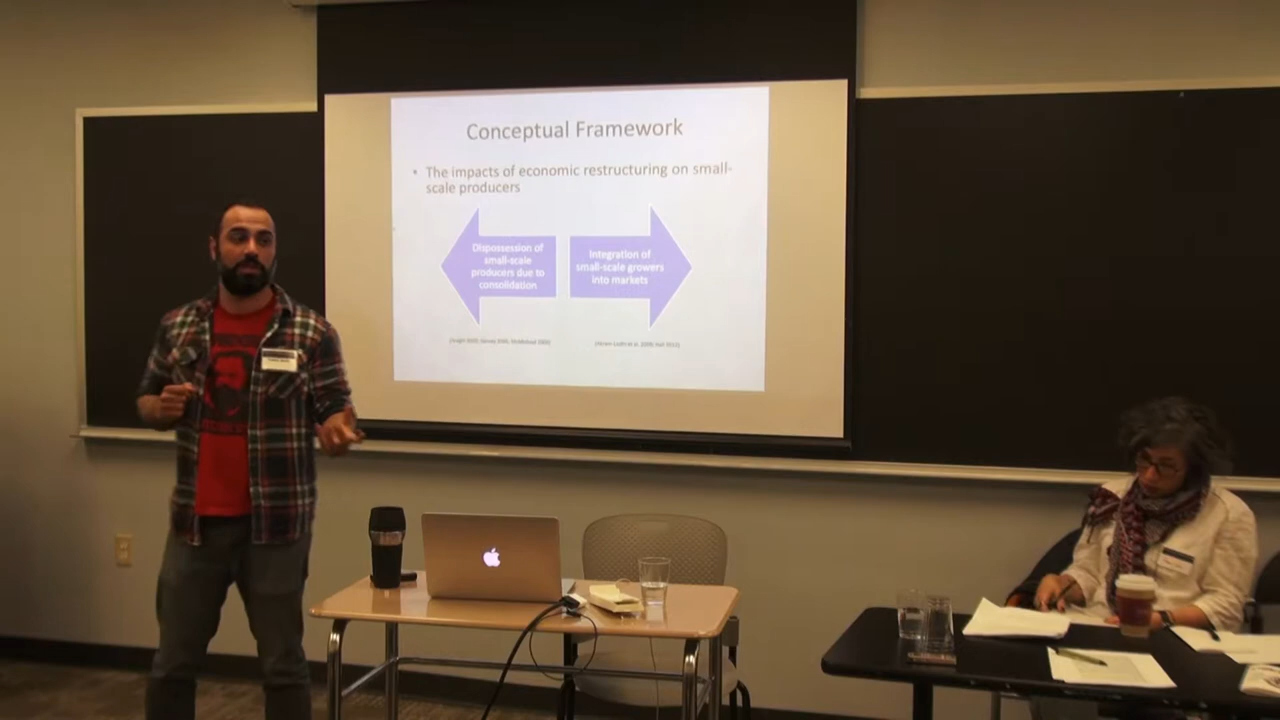 Conceptual Framework
• The impacts of economic restructuring on small-
scale producers
Dispossession of
small-scale
producers due to
consolidation
Integration of
small-scale growers
into markets